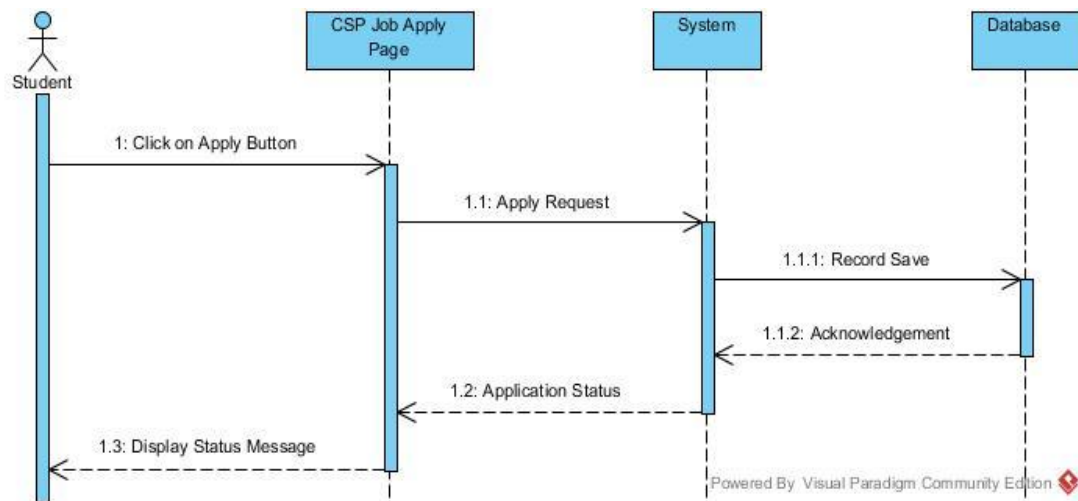 CSP Job Apply
Page
System
Database
Student
1: Click on Apply Button
1.1: Apply Request
1.1.1: Record Save
1.1.2: Acknowledgement
1.2: Application Status
1.3: Display Status Message
Powered By Visual Paradigm Community Edition